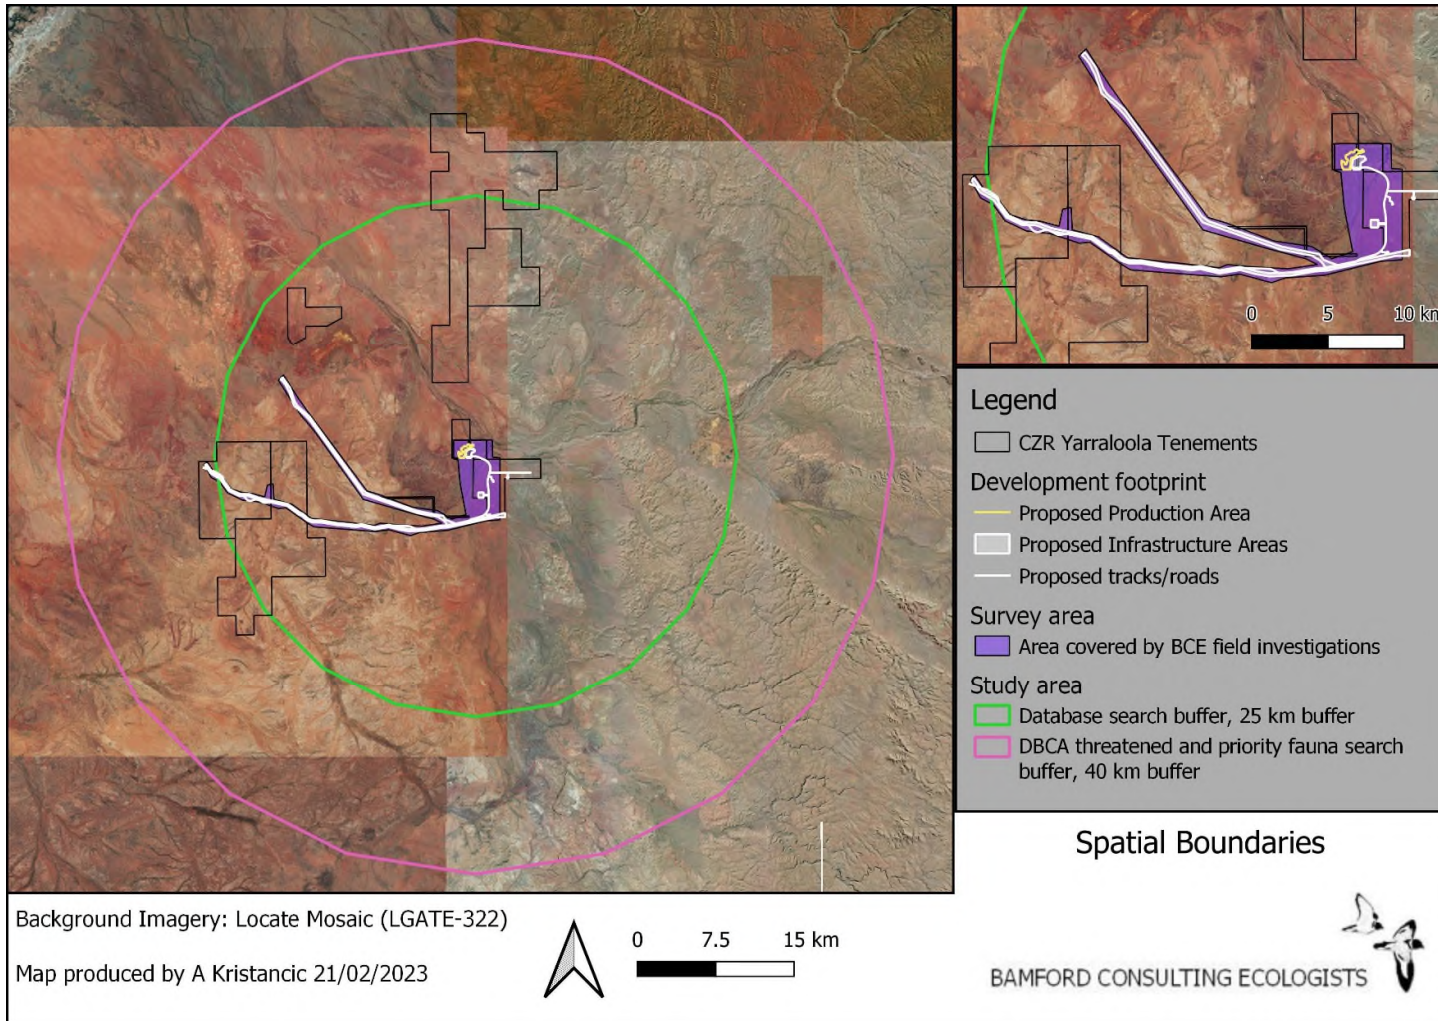 0 5 10 km
Legend
CZR Yarraloola Tenements
Development footprint
Proposed Production Area
Proposed Infrastructure Areas
Proposed tracks/roads
Survey area
Area covered by BCE field investigations
Study area
Database search buffer, 25 km buffer
DBCA threatened and priority fauna search
buffer, 40 km buffer
Spatial Boundaries
Background Imagery: Locate Mosaic (LGATE-322)
Map produced by A Kristancic 21/02/2023
0 7.5 15 km
BAMFORD CONSULTING ECOLOGISTS